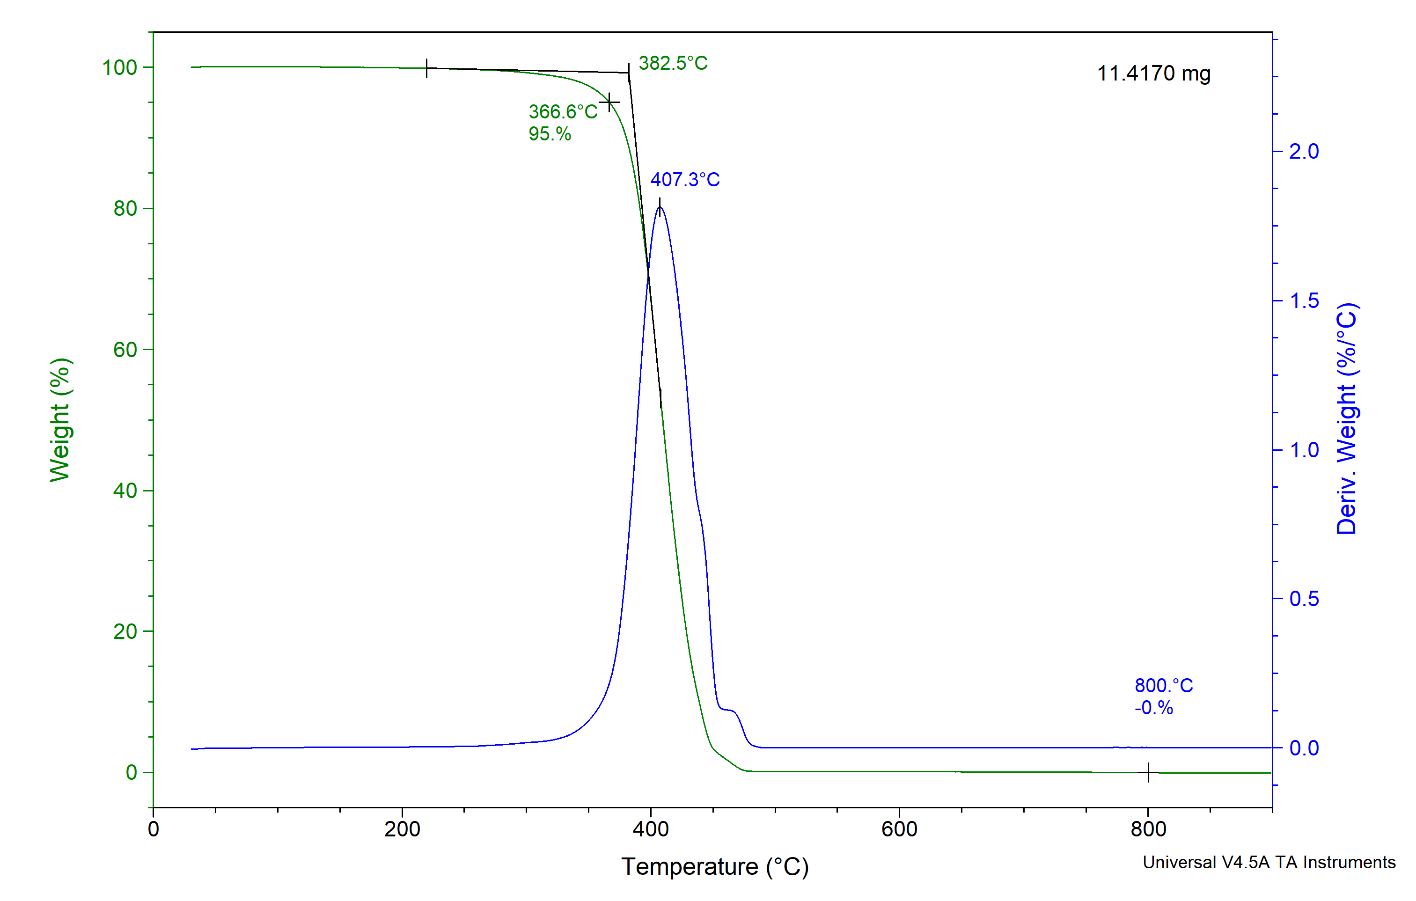 100
80
60
40
20
0
Weight (%)
382.5°C
366.6°C
95.%
407.3°C
11.4170 mg
800.°C
-0.%
2.0
1.5
1.0
0.5
0.0
Deriv. Weight (%/°C)
0
200
400
600
800
Temperature (°C)
Universal V4.5A TA Instruments